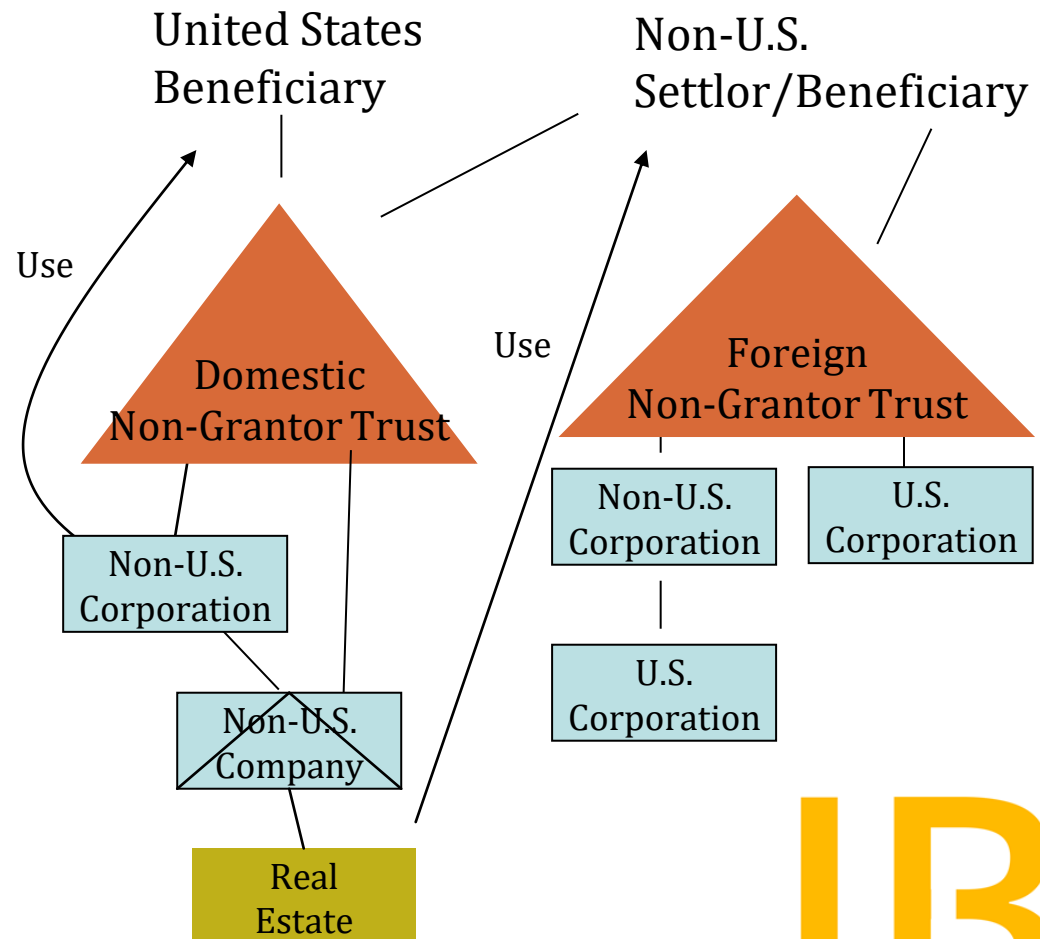 United States
Beneficiary
Non-U.S.
Settlor/Beneficiary
Use
Use
Domestic
Non-Grantor Trust
Foreign
Non-Grantor Trust
Non-U.S.
Corporation
U.S.
Corporation
Non-U.S.
Corporation
U.S.
Corporation
Non-U.S.
Company
Real
Estate